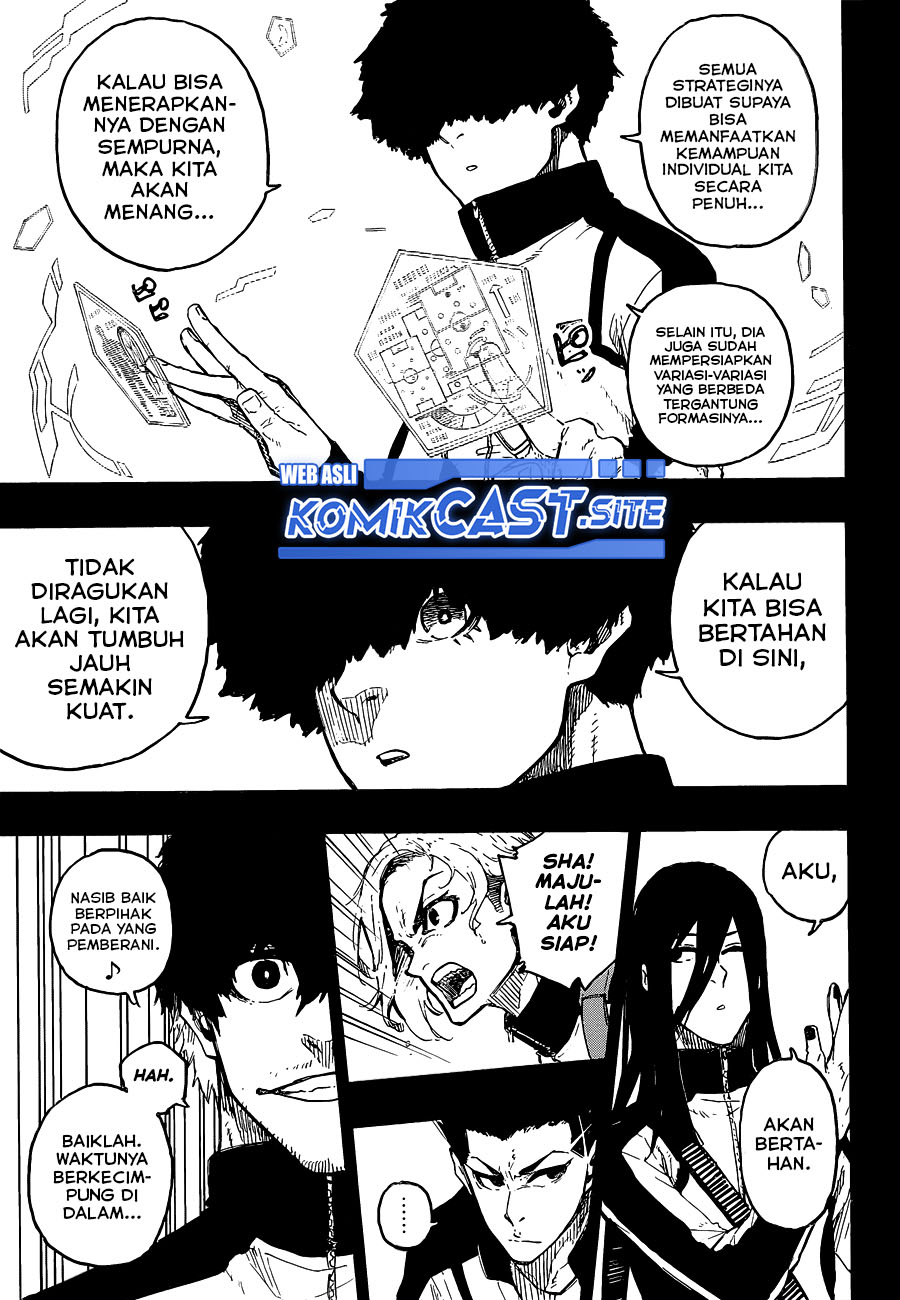 SEMUA
STRATEGINYA
DIBUAT SUPAYA
BISA
MEMANFAATKAN
KEMAMPUAN
INDIVIDUAL KITA
SECARA
PENUH...
KALAU BISA
MENERAPKAN-
NYA DENGAN
SEMPURNA,
MAKA KITA
AKAN
MENANG...
SELAIN ITU, DIA
JUGA SUDAH
MEMPERSIAPKAN
VARIASI-VARIASI
YANG BERBEDA
TERGANTUNG
FORMASINYA...
WEB ASLI
KOMIKCAST.SITE
KALAU
KITA BISA
BERTAHAN
DI SINI,
TIDAK
DIRAGUKAN
LAGI, KITA
AKAN TUMBUH
JAUH
SEMAKIN
KUAT.
AKU,
AKAN
BERTA-
HAN.
SHA!
MAJU-
LAH!
AKU
SIAP!
......
NASIB BAIK
BERPIHAK
PADA YANG
PEMBERANI.
♪
HAH.
BAIKLAH.
WAKTUNYA
BERKECIM-
PUNG DI
DALAM...